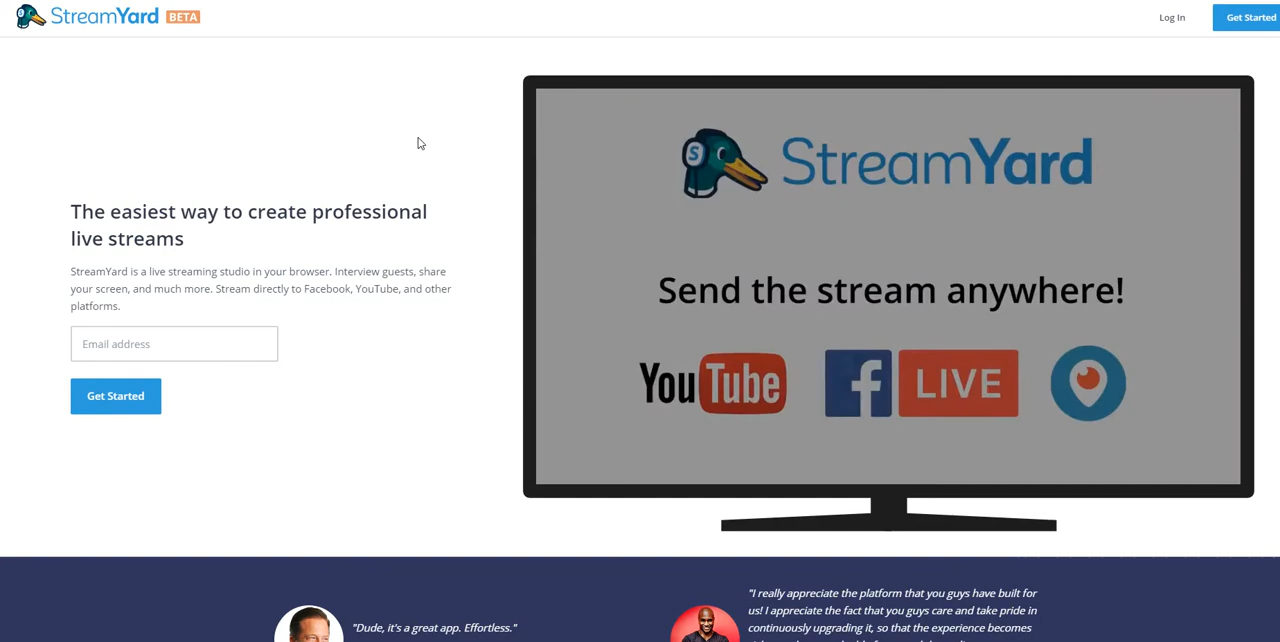 StreamYard BETA
Log In
Get Started
StreamYard
Send the stream anywhere!
YouTube
f LIVE
The easiest way to create professional
live streams
StreamYard is a live streaming studio in your browser. Interview guests, share
your screen, and much more. Stream directly to Facebook, YouTube, and other
platforms.
Email address
Get Started
"Dude, it's a great app. Effortless."
"I really appreciate the platform that you guys have built for
us! I appreciate the fact that you guys care and take pride in
continuously upgrading it, so that the experience becomes